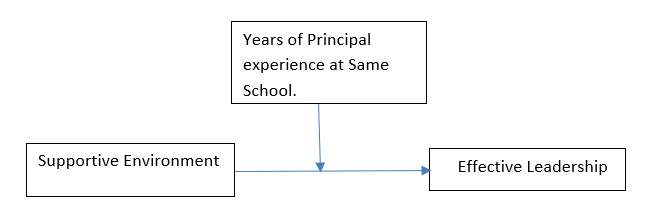 Years of Principal
experience at Same
School.
Supportive Environment
Effective Leadership